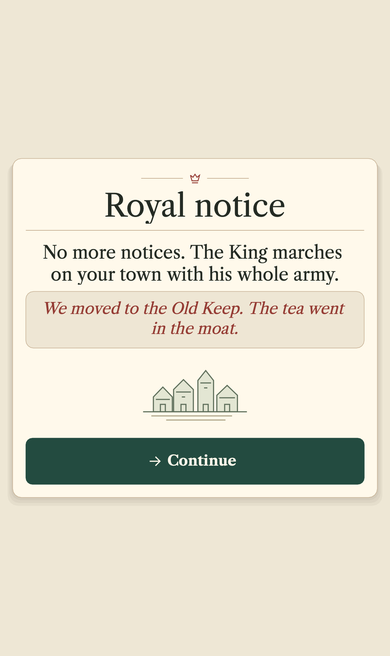 Royal notice
No more notices. The King marches
on your town with his whole army.
We moved to the Old Keep. The tea went
in the moat.
→ Continue